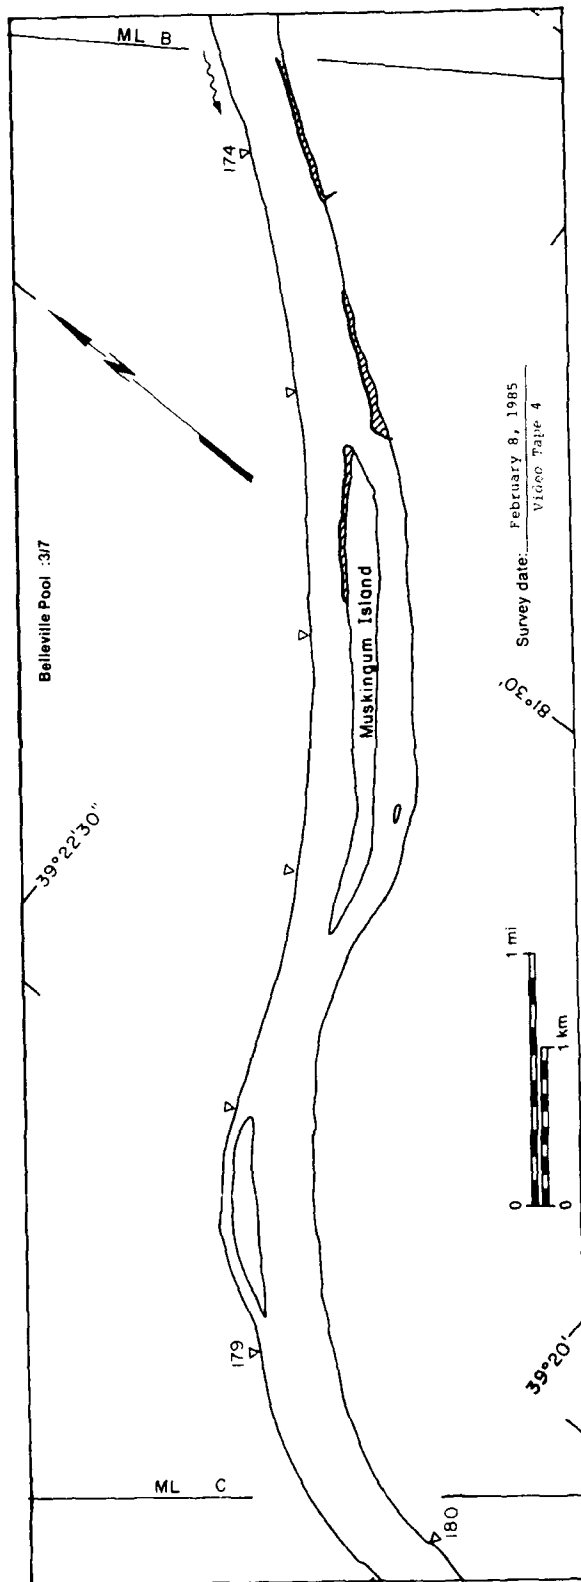 ML B
174
Belleville Pool :3/7
Muskingum Island
Survey date: February 8, 1985
Video Tape 4
81°30'
39°22'30"
1 mi
1 km
0
0
179
39°20'
ML C
180